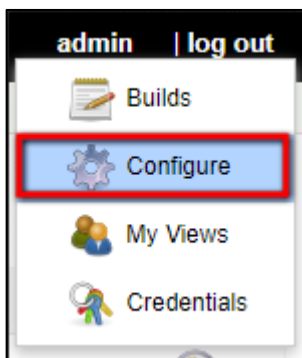 admin | log out
Builds
Configure
My Views
Credentials